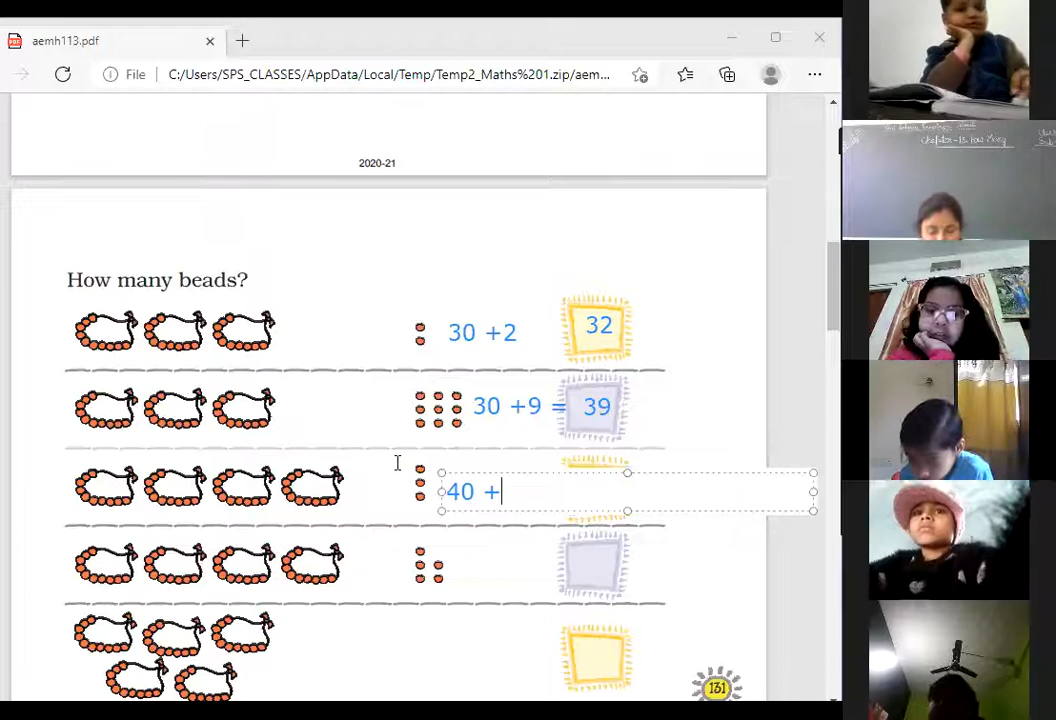 aemh113.pdf
File C:/Users/SPS_CLASSES/AppData/Local/Temp/Temp2_Maths%201.zip/aem...
2020-21
How many beads?
30 +2 32
30 +9 = 39
40 +
131